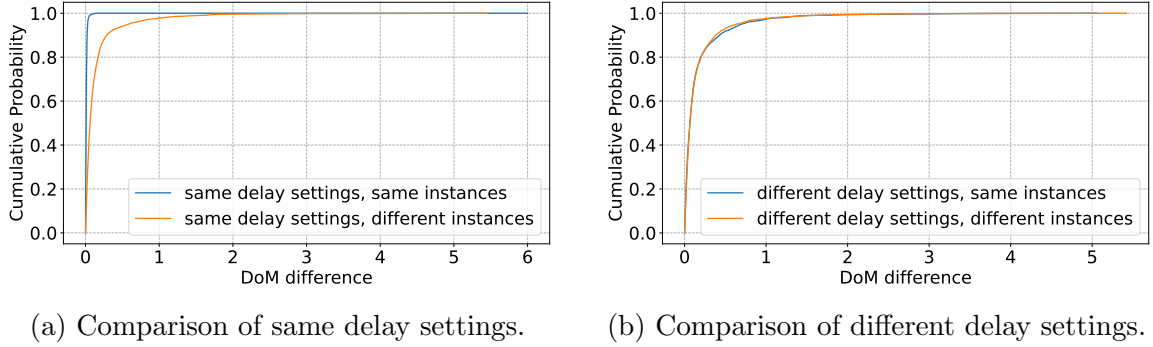 Cumulative Probability
1.0
0.8
0.6
0.4
0.2
0.0
same delay settings, same instances
same delay settings, different instances
0 1 2 3 4 5 6
DoM difference
(a) Comparison of same delay settings.
Cumulative Probability
1.0
0.8
0.6
0.4
0.2
0.0
different delay settings, same instances
different delay settings, different instances
0 1 2 3 4 5
DoM difference
(b) Comparison of different delay settings.